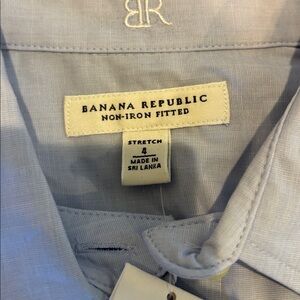 BR
BANANA REPUBLIC
NON-IRON FITTED
STRETCH
4
MADE IN
SRI LANKA